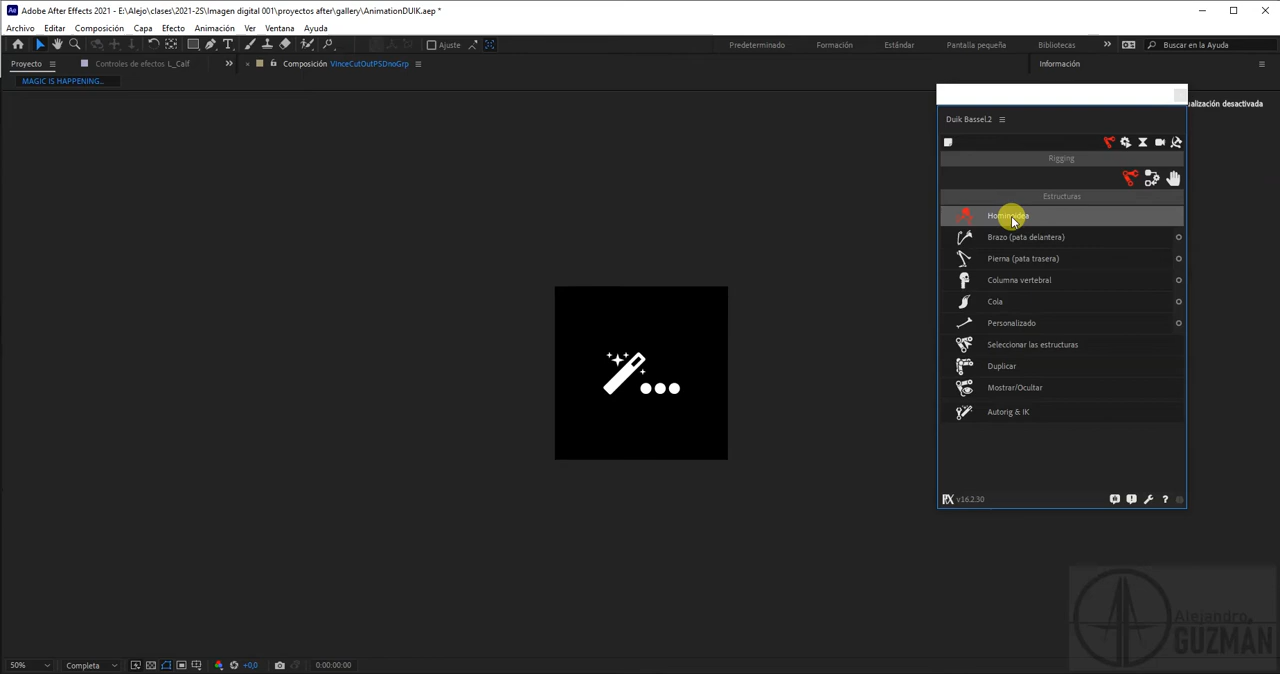 Adobe After Effects 2021 - E:\Alejo\clases\2021-2S\Imagen digital 001\proyectos after\gallery\AnimationDUIK.aep *
Archivo Editar Composición Capa Efecto Animación Ver Ventana Ayuda
Ajuste Predeterminado Formación Estándar Pantalla pequeña Bibliotecas Buscar en la Ayuda
Proyecto Controles de efectos L_Calf Composición VInceCutOutPSDnoGrp Información
MAGIC IS HAPPENING...
ualización desactivada
Duik Bassel.2
Rigging
Estructuras
Brazo (pata delantera)
Pierna (pata trasera)
Columna vertebral
Cola
Personalizado
Seleccionar las estructuras
Duplicar
Mostrar/Ocultar
Autorig & IK
v16.2.30
Alejandro
GUZMAN
50% Completa +0,0 0:00:00:00